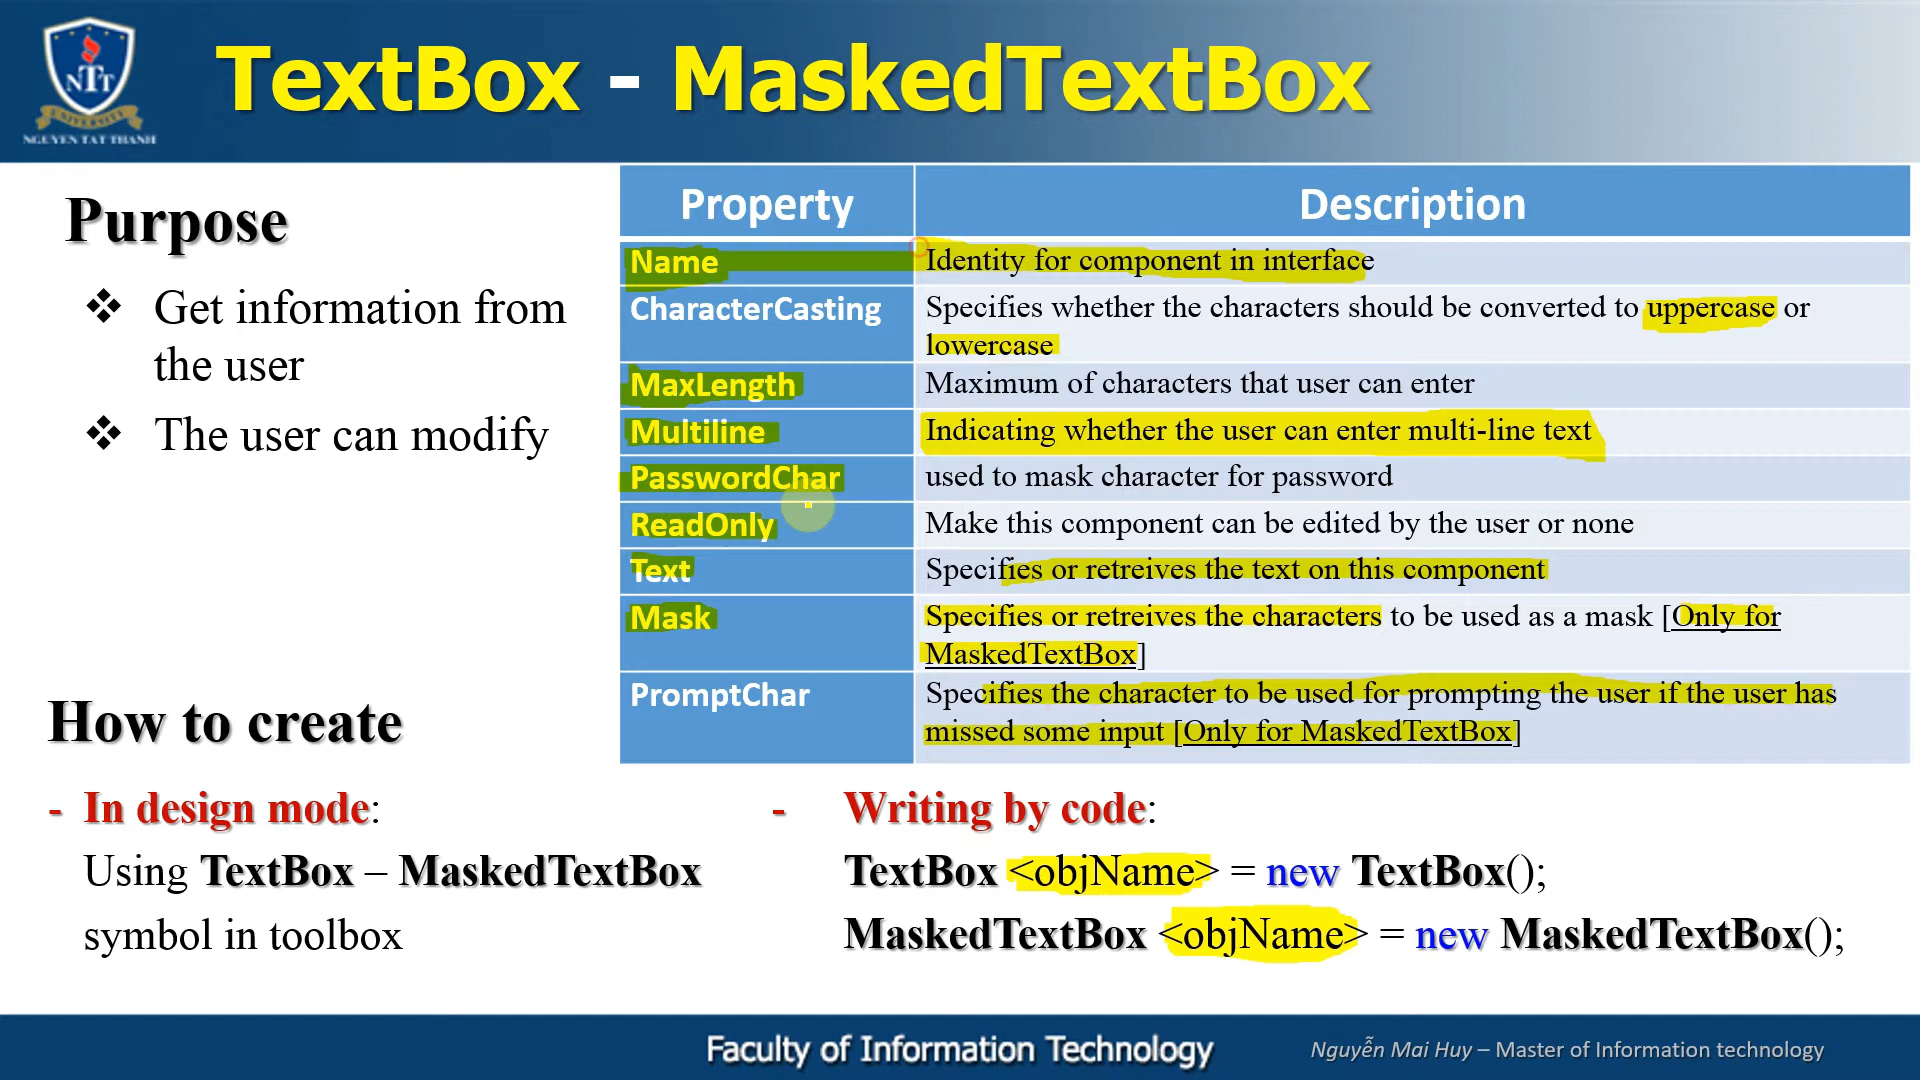 NTT
UNIVERSITY
NGUYEN TAT THANH
TextBox - MaskedTextBox
Purpose
❖ Get information from
the user
❖ The user can modify
Property Description
Name Identity for component in interface
CharacterCasting Specifies whether the characters should be converted to uppercase or
lowercase
MaxLength Maximum of characters that user can enter
Multiline Indicating whether the user can enter multi-line text
PasswordChar used to mask character for password
ReadOnly Make this component can be edited by the user or none
Text Specifies or retreives the text on this component
Mask Specifies or retreives the characters to be used as a mask [Only for
MaskedTextBox]
PromptChar Specifies the character to be used for prompting the user if the user has
missed some input [Only for MaskedTextBox]
How to create
- In design mode:
Using TextBox – MaskedTextBox
symbol in toolbox
- Writing by code:
TextBox <objName> = new TextBox();
MaskedTextBox <objName> = new MaskedTextBox();
Faculty of Information Technology
Nguyễn Mai Huy – Master of Information technology